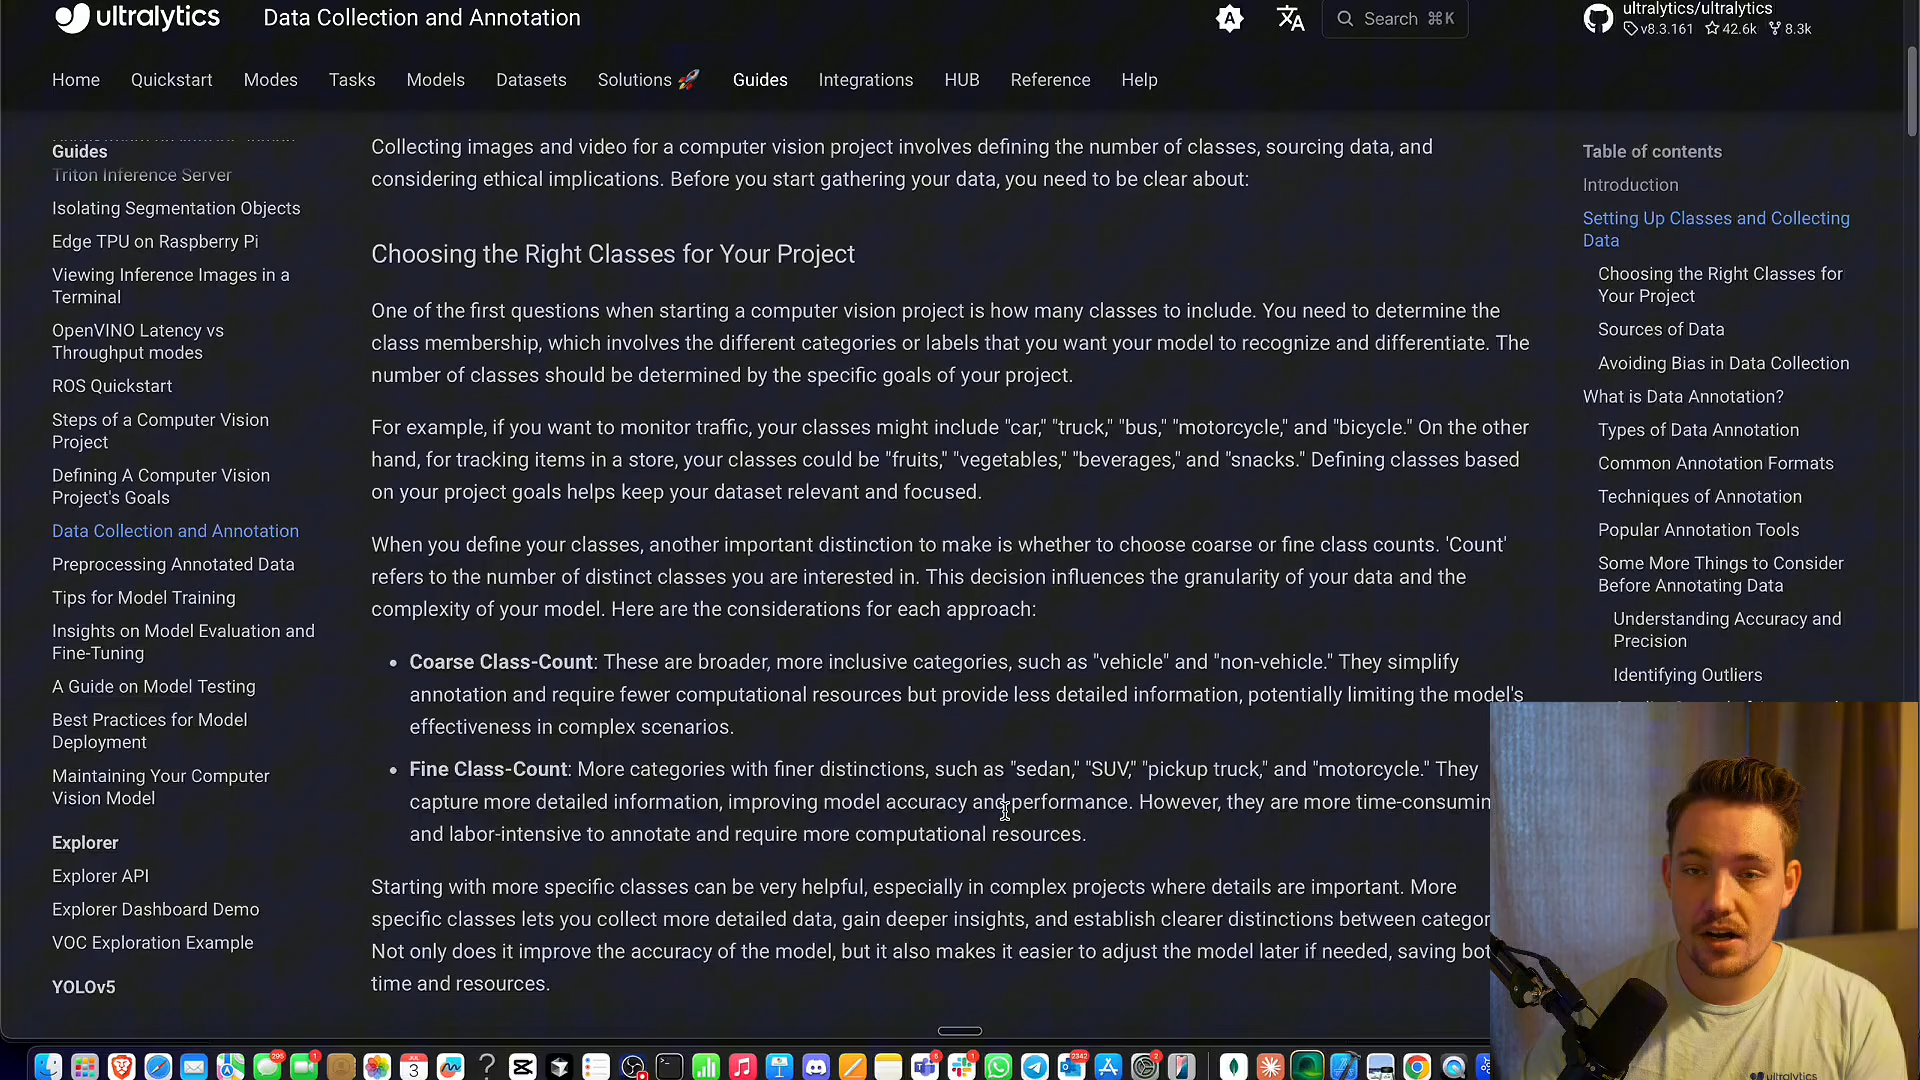 ultralytics
Data Collection and Annotation
A
Search ⌘K
ultralytics/ultralytics
v8.3.161 42.6k 8.3k
Home Quickstart Modes Tasks Models Datasets Solutions 🚀 Guides Integrations HUB Reference Help
Guides
Triton Inference Server
Isolating Segmentation Objects
Edge TPU on Raspberry Pi
Viewing Inference Images in a
Terminal
OpenVINO Latency vs
Throughput modes
ROS Quickstart
Steps of a Computer Vision
Project
Defining A Computer Vision
Project's Goals
Data Collection and Annotation
Preprocessing Annotated Data
Tips for Model Training
Insights on Model Evaluation and
Fine-Tuning
A Guide on Model Testing
Best Practices for Model
Deployment
Maintaining Your Computer
Vision Model
Explorer
Explorer API
Explorer Dashboard Demo
VOC Exploration Example
YOLOv5
Collecting images and video for a computer vision project involves defining the number of classes, sourcing data, and
considering ethical implications. Before you start gathering your data, you need to be clear about:
Choosing the Right Classes for Your Project
One of the first questions when starting a computer vision project is how many classes to include. You need to determine the
class membership, which involves the different categories or labels that you want your model to recognize and differentiate. The
number of classes should be determined by the specific goals of your project.
For example, if you want to monitor traffic, your classes might include "car," "truck," "bus," "motorcycle," and "bicycle." On the other
hand, for tracking items in a store, your classes could be "fruits," "vegetables," "beverages," and "snacks." Defining classes based
on your project goals helps keep your dataset relevant and focused.
When you define your classes, another important distinction to make is whether to choose coarse or fine class counts. 'Count'
refers to the number of distinct classes you are interested in. This decision influences the granularity of your data and the
complexity of your model. Here are the considerations for each approach:
• Coarse Class-Count: These are broader, more inclusive categories, such as "vehicle" and "non-vehicle." They simplify
annotation and require fewer computational resources but provide less detailed information, potentially limiting the model's
effectiveness in complex scenarios.
• Fine Class-Count: More categories with finer distinctions, such as "sedan," "SUV," "pickup truck," and "motorcycle." They
capture more detailed information, improving model accuracy and performance. However, they are more time-consumin
and labor-intensive to annotate and require more computational resources.
Starting with more specific classes can be very helpful, especially in complex projects where details are important. More
specific classes lets you collect more detailed data, gain deeper insights, and establish clearer distinctions between categor
Not only does it improve the accuracy of the model, but it also makes it easier to adjust the model later if needed, saving bot
time and resources.
Table of contents
Introduction
Setting Up Classes and Collecting
Data
Choosing the Right Classes for
Your Project
Sources of Data
Avoiding Bias in Data Collection
What is Data Annotation?
Types of Data Annotation
Common Annotation Formats
Techniques of Annotation
Popular Annotation Tools
Some More Things to Consider
Before Annotating Data
Understanding Accuracy and
Precision
Identifying Outliers
295 1 JUL 3 6 1 2342 2
ultralytics